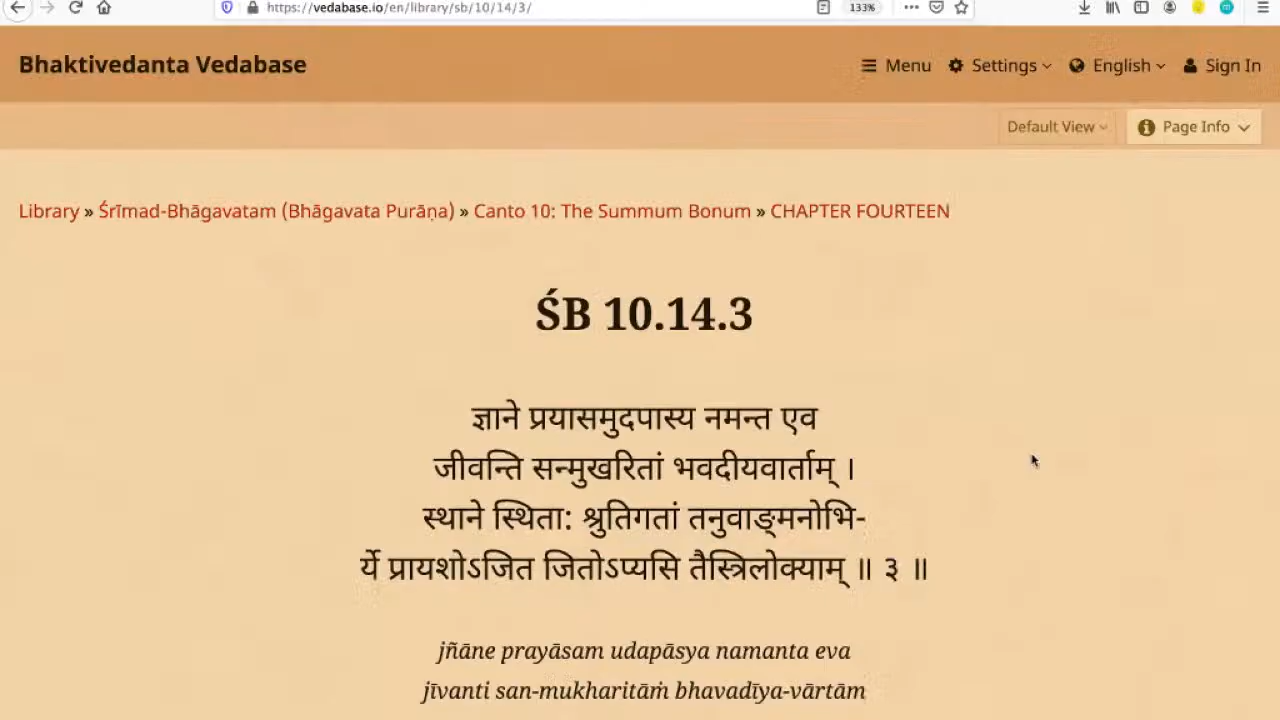 https://vedabase.io/en/library/sb/10/14/3/
133%
Bhaktivedanta Vedabase
Menu
Settings
English
Sign In
Default View
Page Info
Library » Śrīmad-Bhāgavatam (Bhāgavata Purāṇa) » Canto 10: The Summum Bonum » CHAPTER FOURTEEN
ŚB 10.14.3
ज्ञाने प्रयासमुदपास्य नमन्त एव
जीवन्ति सन्मुखरितां भवदीयवार्ताम् ।
स्थाने स्थिता: श्रुतिगतां तनुवाङ्‍मनोभि-
र्ये प्रायशोऽजित जितोऽप्यसि तैस्त्रिलोक्याम् ॥ ३ ॥
jñāne prayāsam udapāsya namanta eva
jīvanti san-mukharitāṁ bhavadīya-vārtām